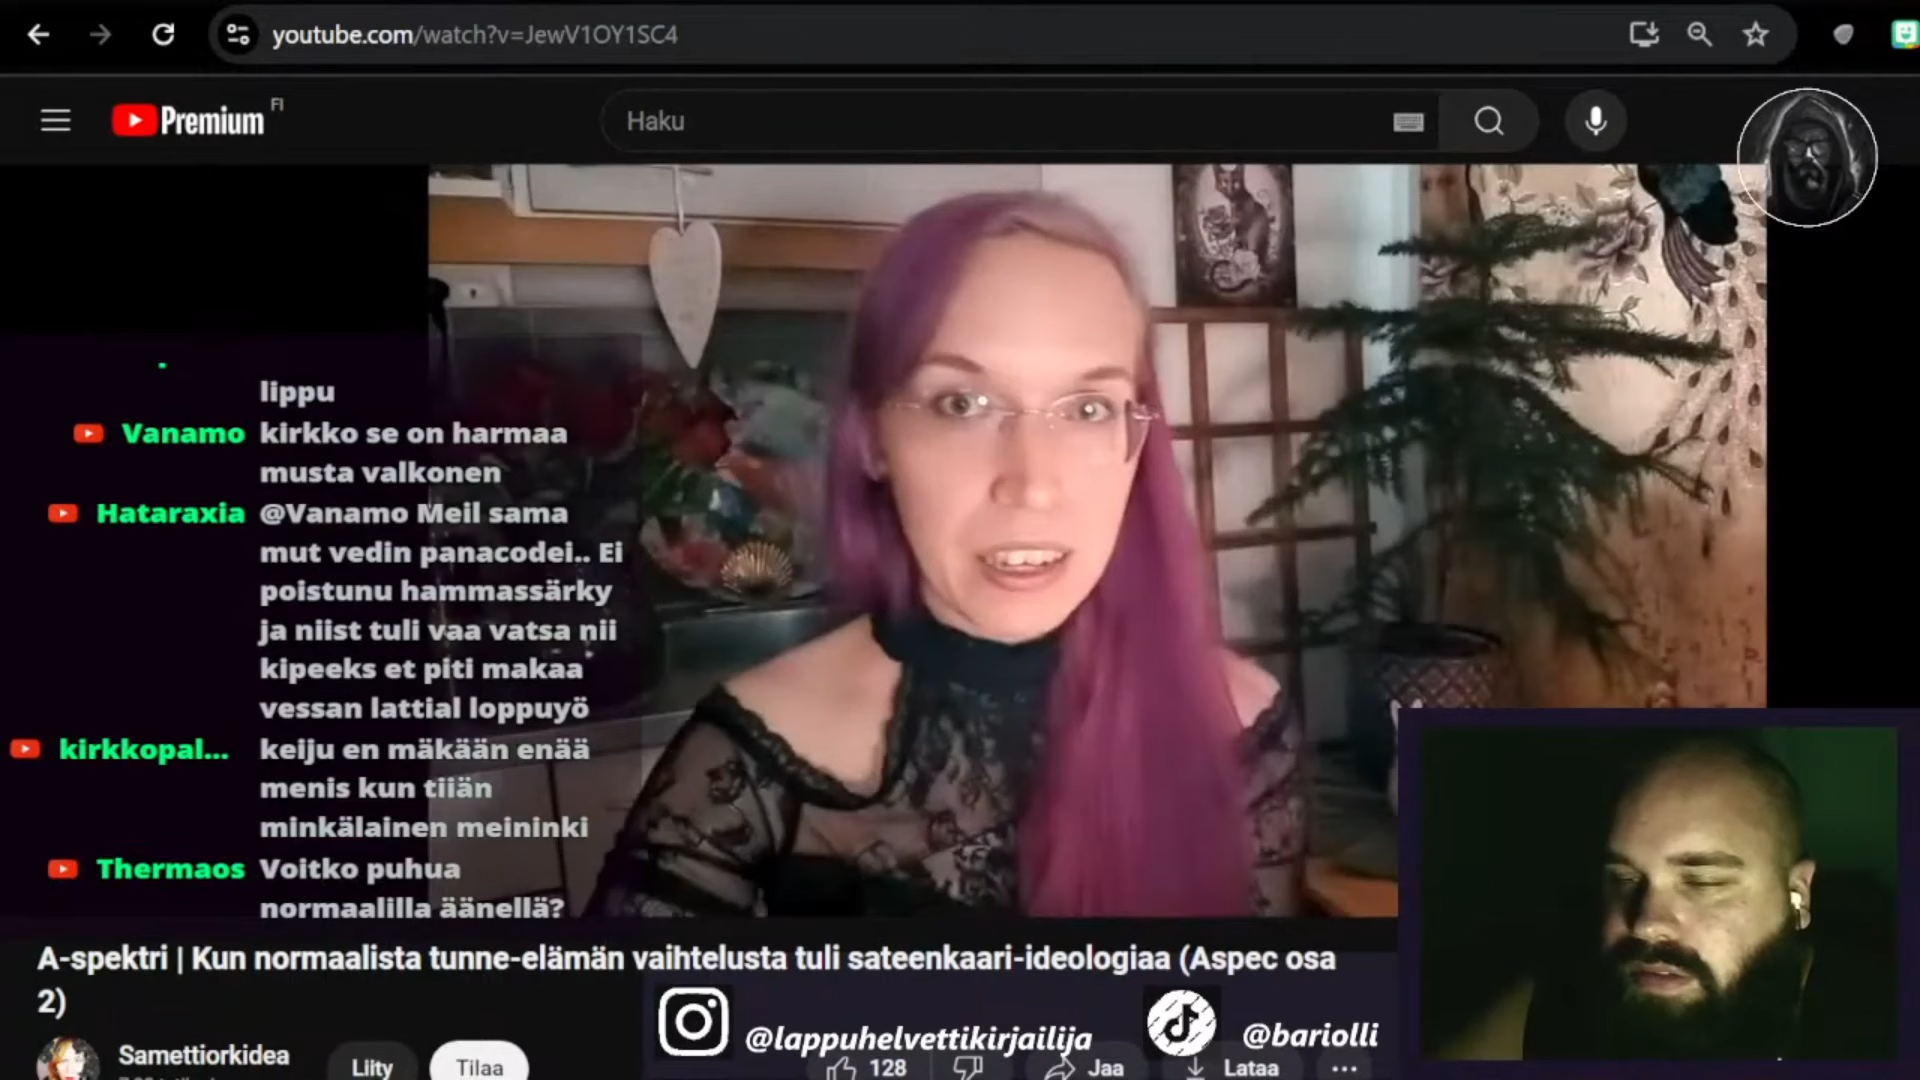 youtube.com/watch?v=JewV1OY1SC4
Premium FI
Haku
lippu
Vanamo kirkko se on harmaa
musta valkonen
Hataraxia @Vanamo Meil sama
mut vedin panacodei.. Ei
poistunu hammassärky
ja niist tuli vaa vatsa nii
kipeeks et piti makaa
vessan lattial loppuyö
kirkkopal... keiju en mäkään enää
menis kun tiiän
minkälainen meininki
Thermaos Voitko puhua
normaalilla äänellä?
A-spektri | Kun normaalista tunne-elämän vaihtelusta tuli sateenkaari-ideologiaa (Aspec osa
2)
@lappuhelvettikirjailija
@bariolli
Samettiorkidea
Liity
Tilaa
128
Jaa
Lataa